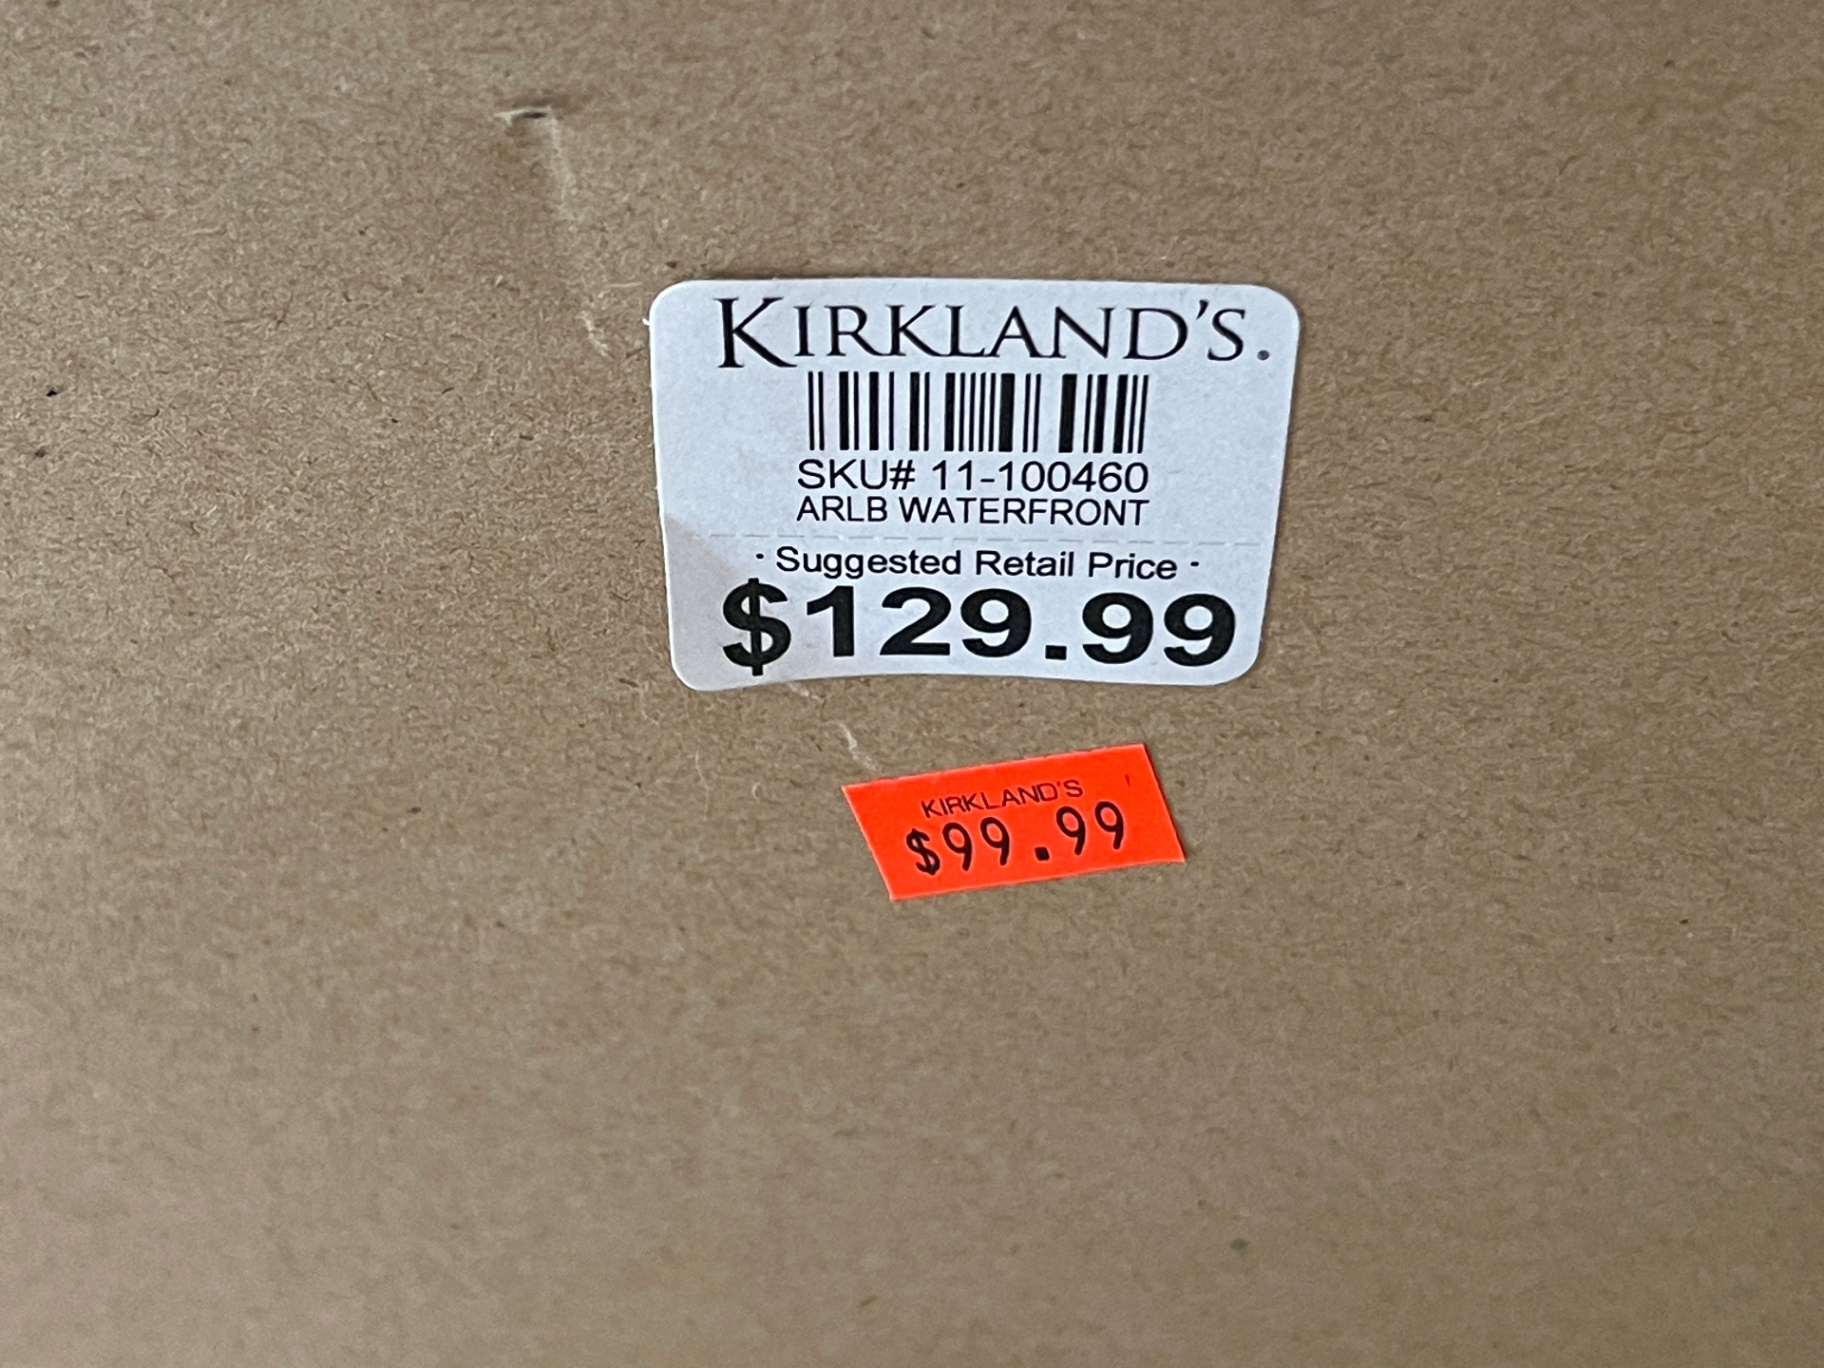 KIRKLAND'S.
SKU# 11-100460
ARLB WATERFRONT
· Suggested Retail Price ·
$129.99
KIRKLAND'S
$99.99